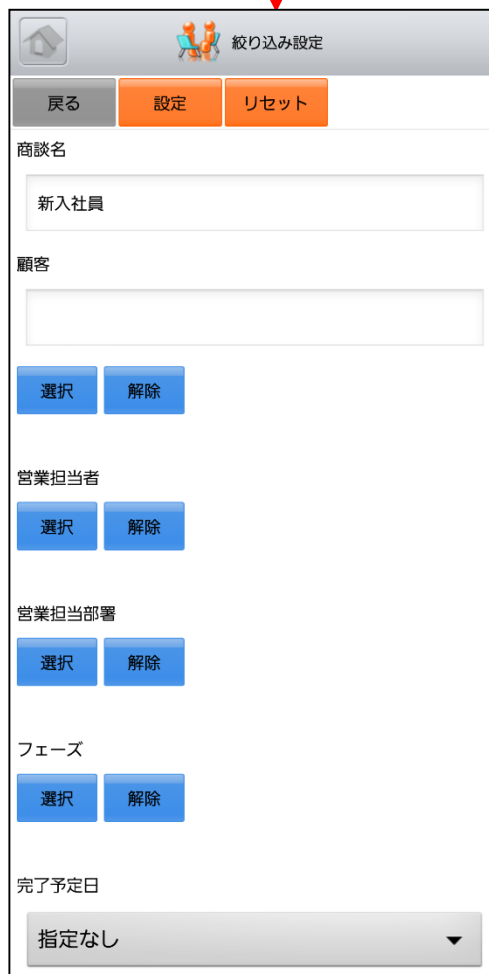 絞り込み設定
戻る 設定 リセット
商談名
新入社員
顧客
選択 解除
営業担当者
選択 解除
営業担当部署
選択 解除
フェーズ
選択 解除
完了予定日
指定なし